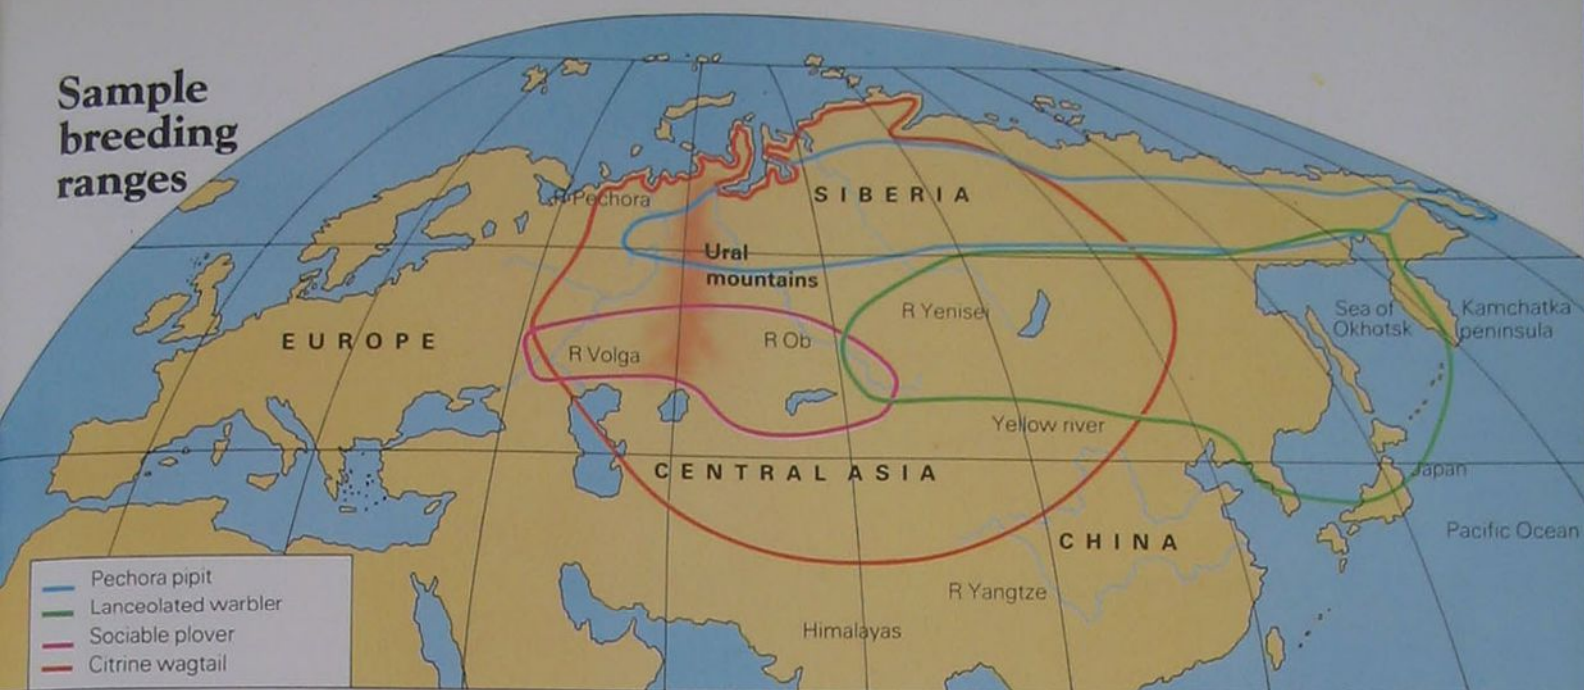 Sample
breeding
ranges
R Pechora
SIBERIA
Ural
mountains
R Yenisei
Sea of
Okhotsk
Kamchatka
peninsula
EUROPE
R Volga
R Ob
Yellow river
CENTRAL ASIA
Japan
CHINA
Pacific Ocean
R Yangtze
Himalayas
Pechora pipit
Lanceolated warbler
Sociable plover
Citrine wagtail